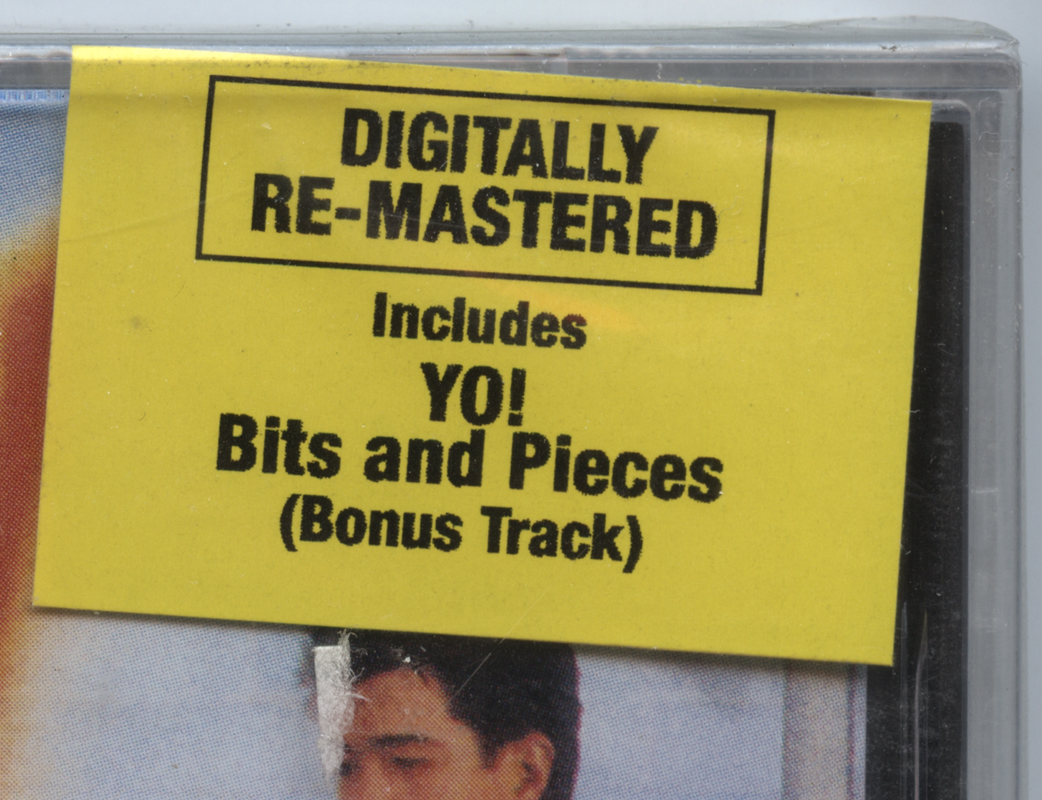 DIGITALLY
RE-MASTERED
Includes
YO!
Bits and Pieces
(Bonus Track)